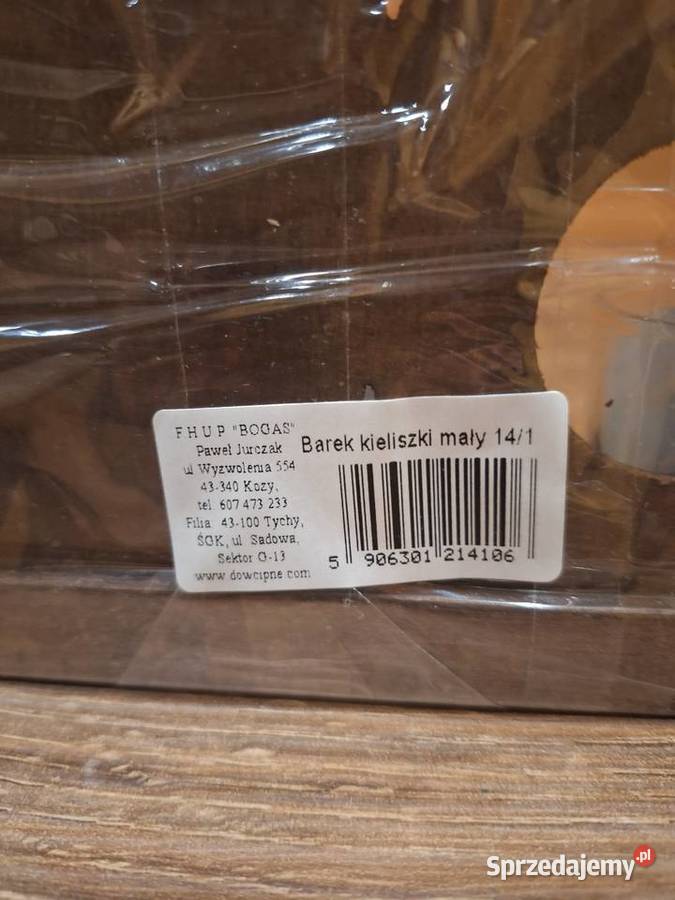 F H U P "BOGAS"
Paweł Jurczak
ul Wyzwolenia 554
43-340 Kozy,
tel. 607 473 233
Filia: 43-100 Tychy,
ŚGK, ul. Sadowa,
Sektor G-13
www.dowcipne.com
Barek kieliszki mały 14/1
5 906301 214106
Sprzedajemy.pl